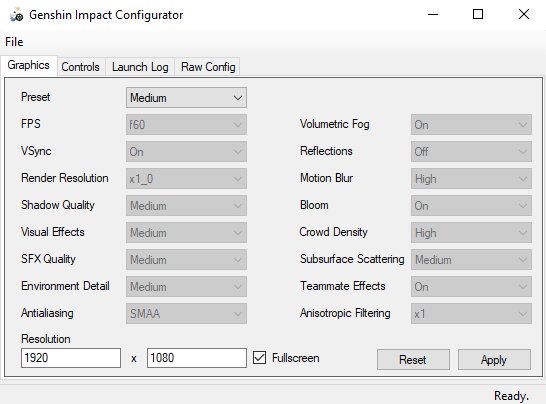 Genshin Impact Configurator
File
Graphics Controls Launch Log Raw Config
Preset Medium
FPS f60 Volumetric Fog On
VSync On Reflections Off
Render Resolution x1_0 Motion Blur High
Shadow Quality Medium Bloom On
Visual Effects Medium Crowd Density High
SFX Quality Medium Subsurface Scattering Medium
Environment Detail Medium Teammate Effects On
Antialiasing SMAA Anisotropic Filtering x1
Resolution
1920 x 1080 Fullscreen Reset Apply
Ready.